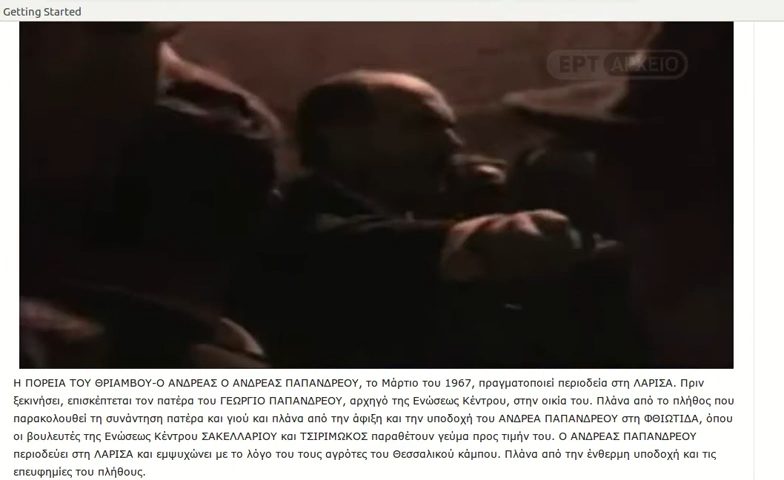 Getting Started
ΕΡΤ ΑΡΧΕΙΟ
Η ΠΟΡΕΙΑ ΤΟΥ ΘΡΙΑΜΒΟΥ-Ο ΑΝΔΡΕΑΣ Ο ΑΝΔΡΕΑΣ ΠΑΠΑΝΔΡΕΟΥ, το Μάρτιο του 1967, πραγματοποιεί περιοδεία στη ΛΑΡΙΣΑ. Πριν
ξεκινήσει, επισκέπτεται τον πατέρα του ΓΕΩΡΓΙΟ ΠΑΠΑΝΔΡΕΟΥ, αρχηγό της Ενώσεως Κέντρου, στην οικία του. Πλάνα από το πλήθος που
παρακολουθεί τη συνάντηση πατέρα και γιού και πλάνα από την άφιξη και την υποδοχή του ΑΝΔΡΕΑ ΠΑΠΑΝΔΡΕΟΥ στη ΦΘΙΩΤΙΔΑ, όπου
οι βουλευτές της Ενώσεως Κέντρου ΣΑΚΕΛΛΑΡΙΟΥ και ΤΣΙΡΙΜΩΚΟΣ παραθέτουν γεύμα προς τιμήν του. Ο ΑΝΔΡΕΑΣ ΠΑΠΑΝΔΡΕΟΥ
περιοδεύει στη ΛΑΡΙΣΑ και εμψυχώνει με το λόγο του τους αγρότες του Θεσσαλικού κάμπου. Πλάνα από την ένθερμη υποδοχή και τις
επευφημίες του πλήθους.